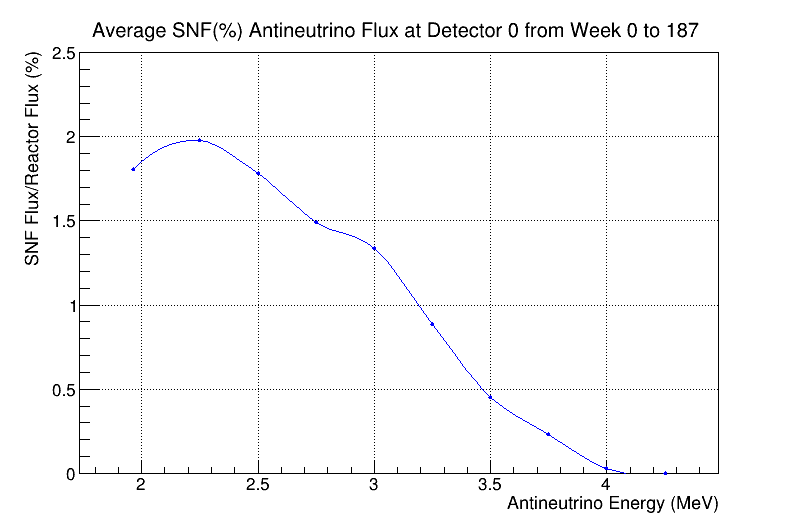 Average SNF(%) Antineutrino Flux at Detector 0 from Week 0 to 187
SNF Flux/Reactor Flux (%)
2.5
2
1.5
1
0.5
0
2 2.5 3 3.5 4
Antineutrino Energy (MeV)